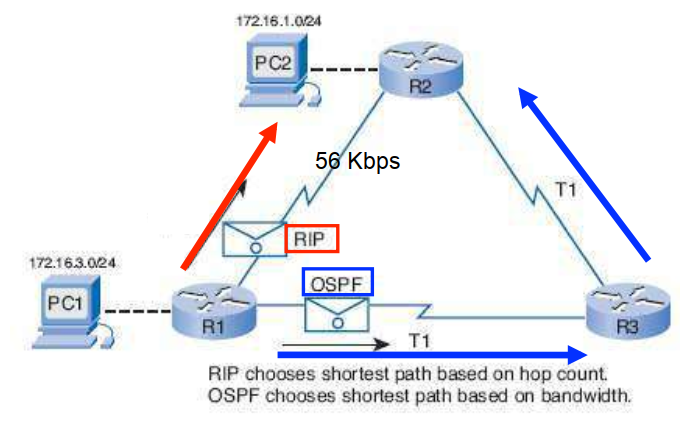 172.16.1.0/24
PC2
R2
56 Kbps
T1
RIP
172.16.3.0/24
PC1
OSPF
R1
R3
T1
RIP chooses shortest path based on hop count.
OSPF chooses shortest path based on bandwidth.